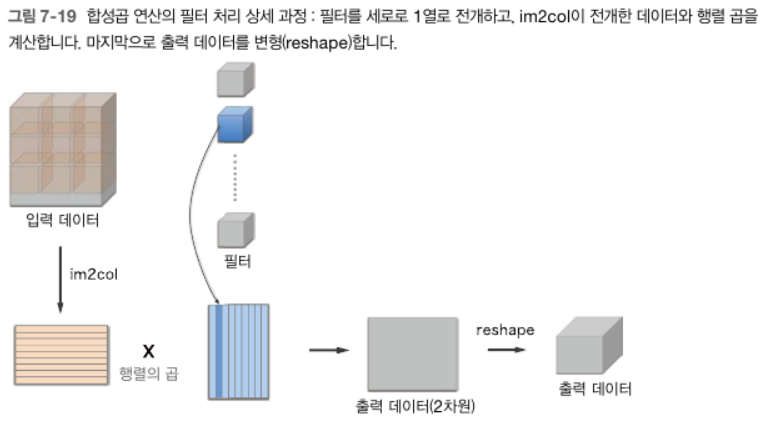 그림 7-19 합성곱 연산의 필터 처리 상세 과정 : 필터를 세로로 1열로 전개하고, im2col이 전개한 데이터와 행렬 곱을
계산합니다. 마지막으로 출력 데이터를 변형(reshape)합니다.
입력 데이터
필터
im2col
X
행렬의 곱
reshape
출력 데이터(2차원)
출력 데이터